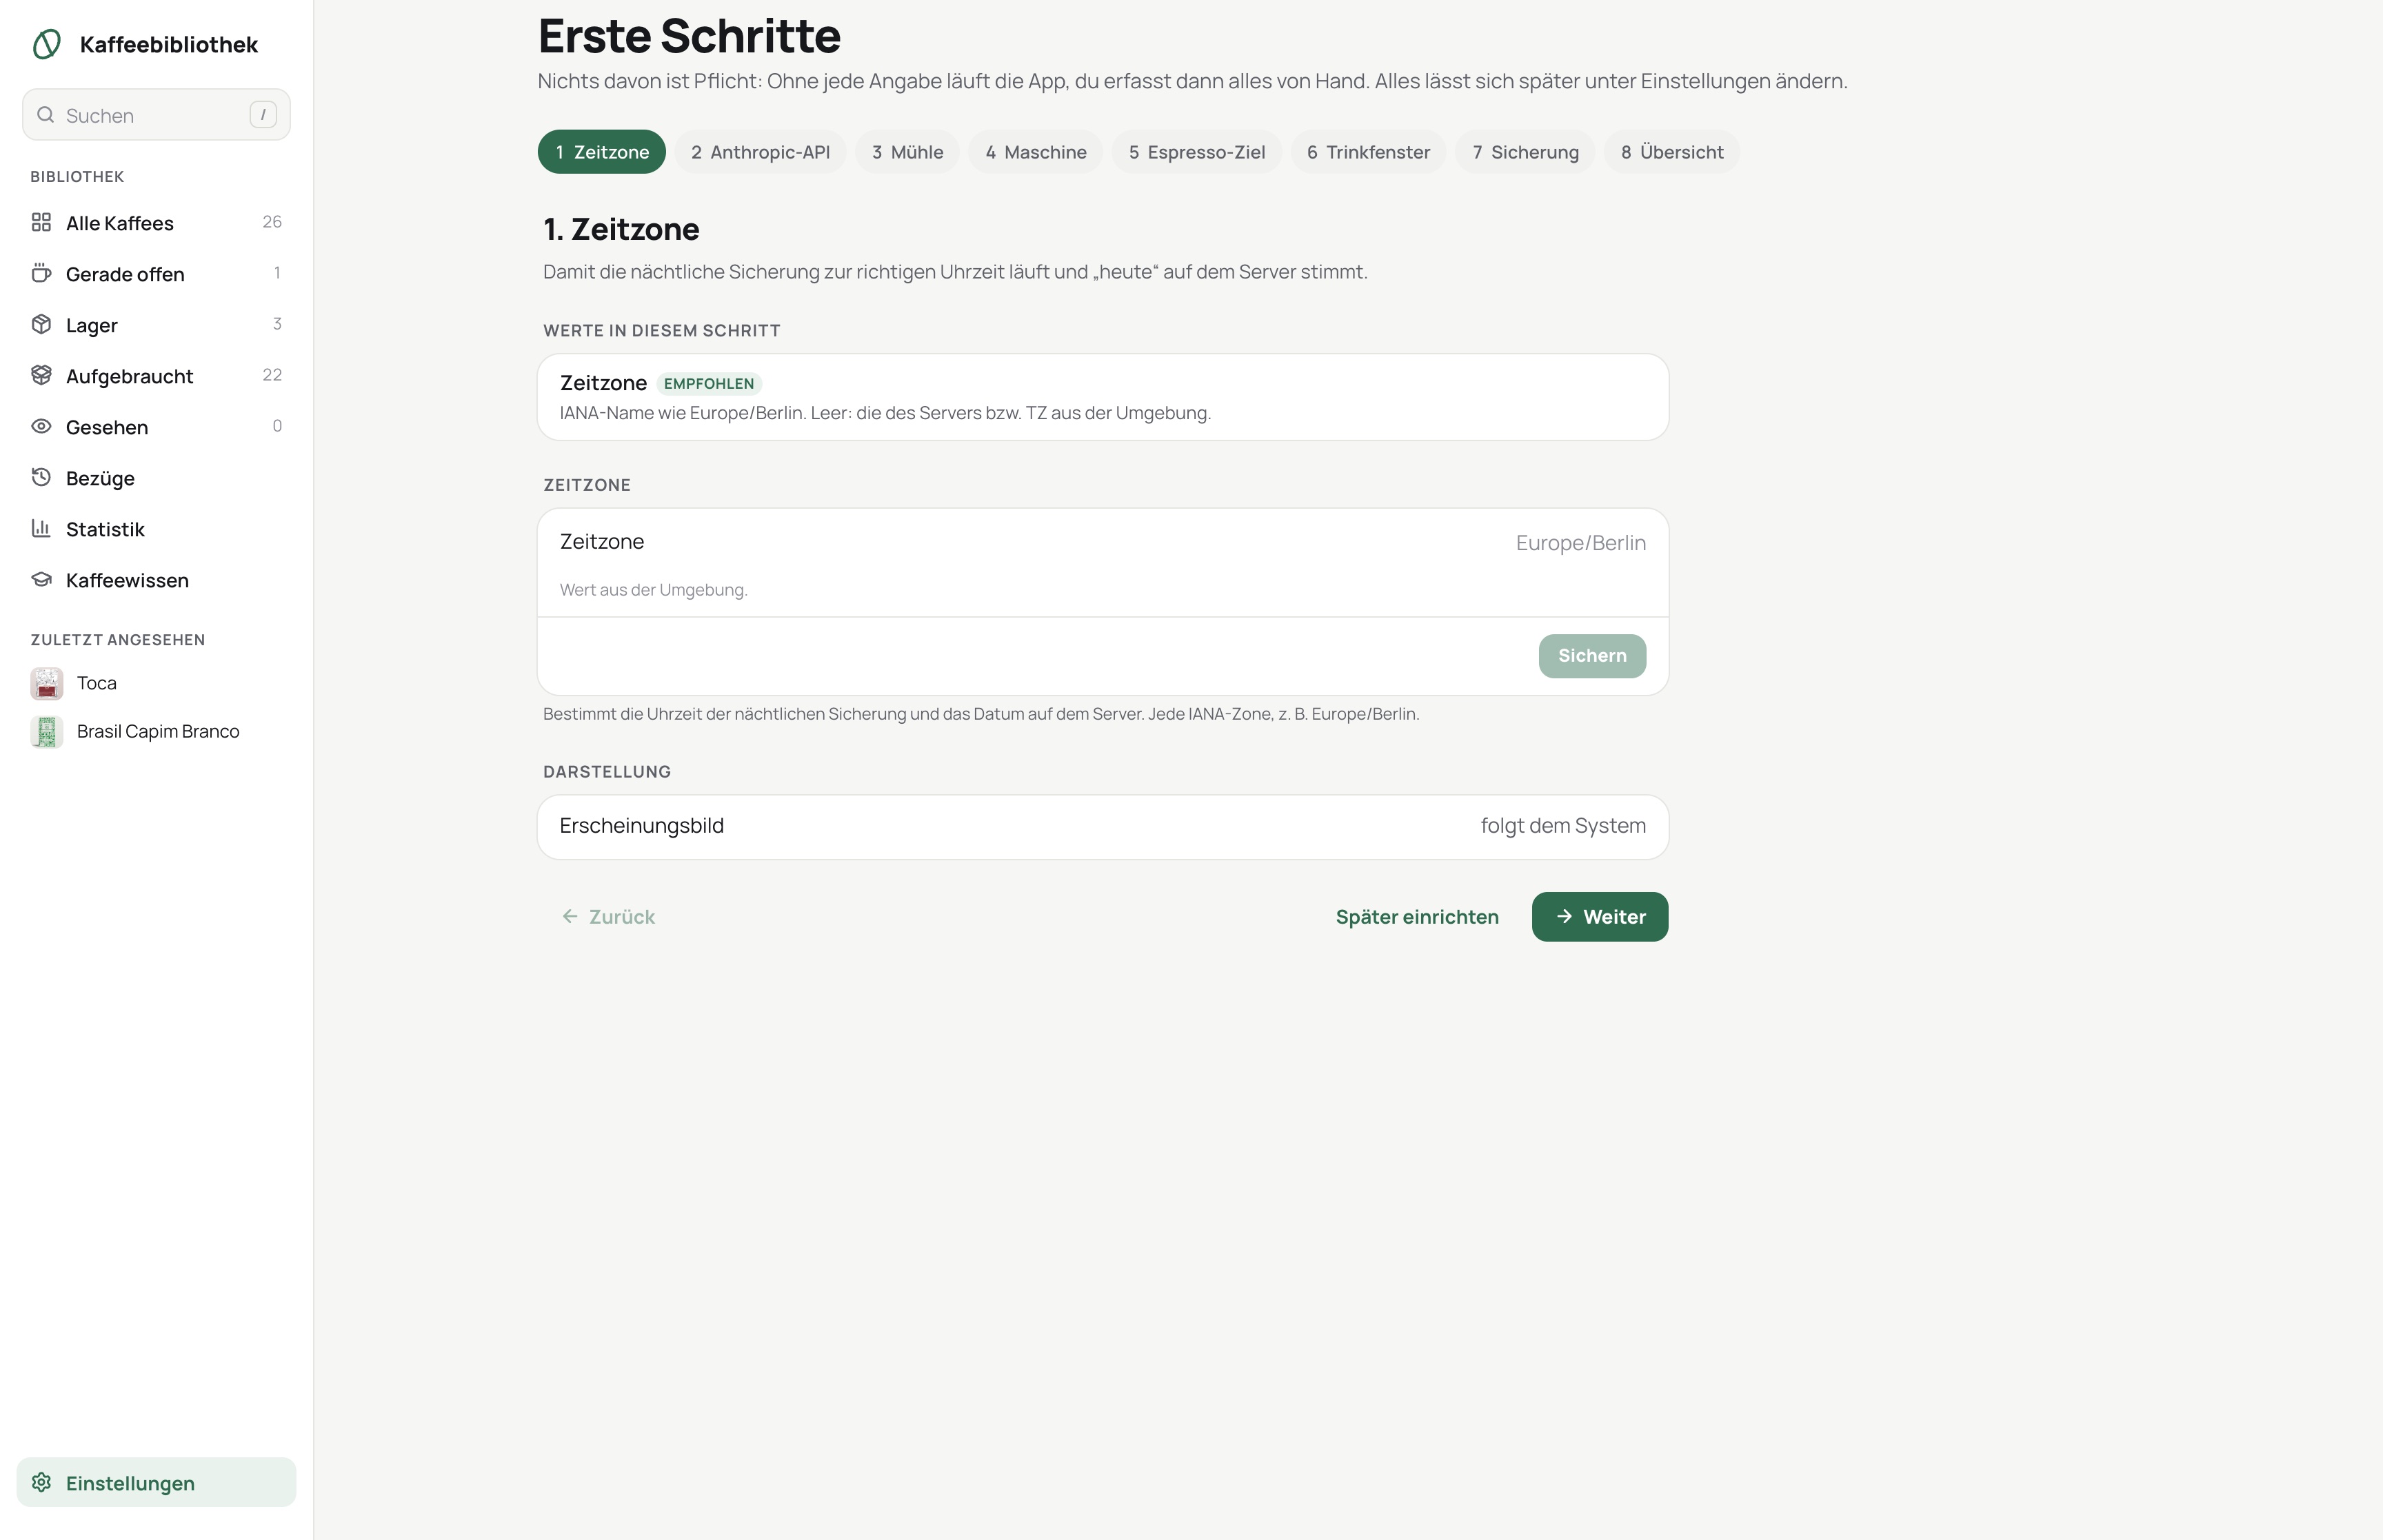 Kaffeebibliothek
Suchen /
BIBLIOTHEK
Alle Kaffees 26
Gerade offen 1
Lager 3
Aufgebraucht 22
Gesehen 0
Bezüge
Statistik
Kaffeewissen
ZULETZT ANGESEHEN
Toca
Brasil Capim Branco
Einstellungen
Erste Schritte
Nichts davon ist Pflicht: Ohne jede Angabe läuft die App, du erfasst dann alles von Hand. Alles lässt sich später unter Einstellungen ändern.
1 Zeitzone 2 Anthropic-API 3 Mühle 4 Maschine 5 Espresso-Ziel 6 Trinkfenster 7 Sicherung 8 Übersicht
1. Zeitzone
Damit die nächtliche Sicherung zur richtigen Uhrzeit läuft und „heute“ auf dem Server stimmt.
WERTE IN DIESEM SCHRITT
Zeitzone EMPFOHLEN
IANA-Name wie Europe/Berlin. Leer: die des Servers bzw. TZ aus der Umgebung.
ZEITZONE
Zeitzone Europe/Berlin
Wert aus der Umgebung.
Sichern
Bestimmt die Uhrzeit der nächtlichen Sicherung und das Datum auf dem Server. Jede IANA-Zone, z. B. Europe/Berlin.
DARSTELLUNG
Erscheinungsbild folgt dem System
Zurück Später einrichten Weiter